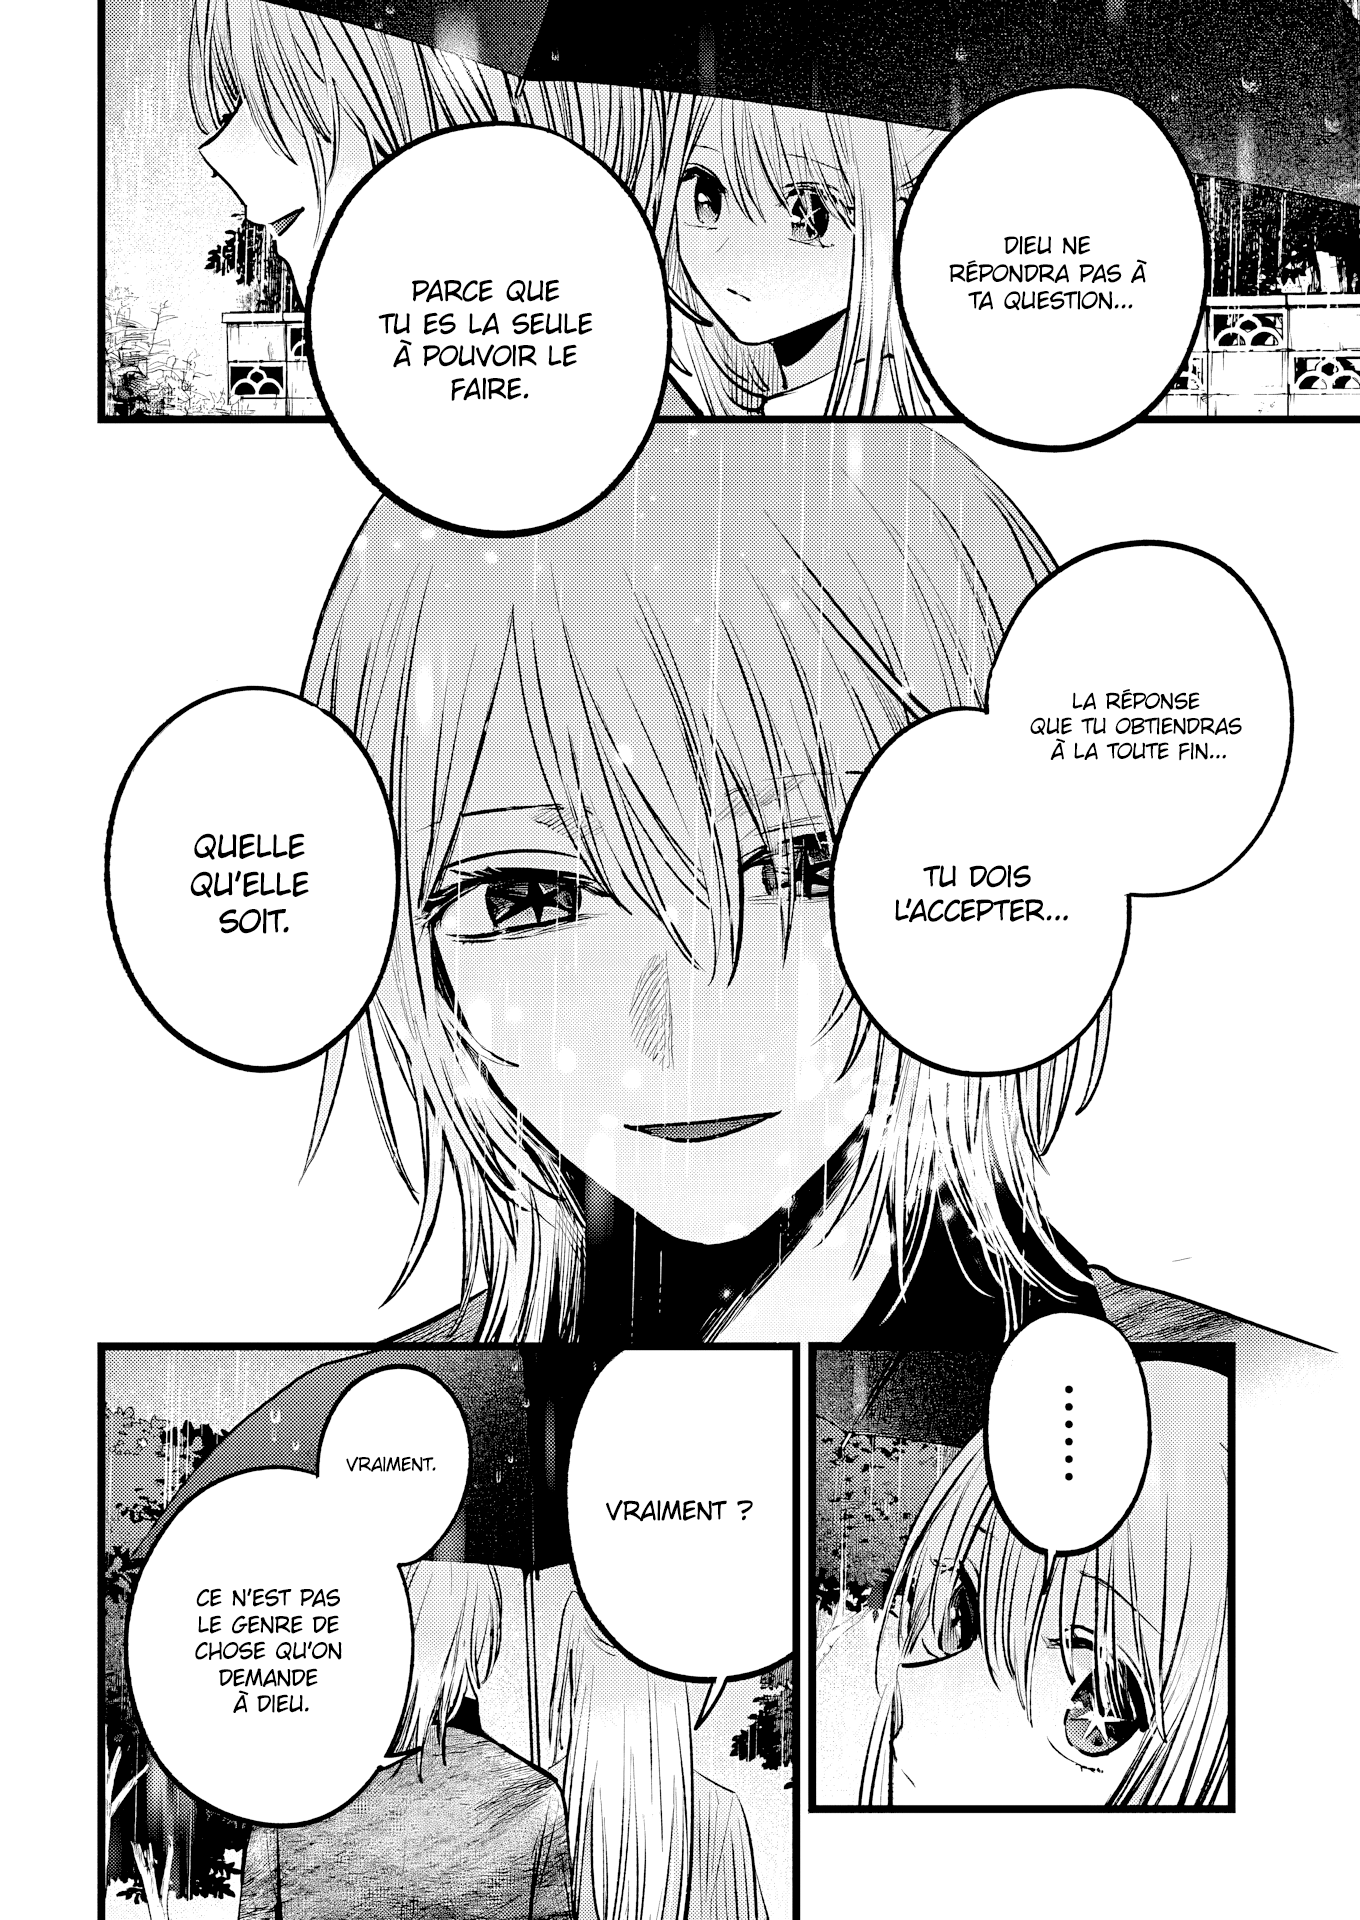 DIEU NE
RÉPONDRA PAS À
TA QUESTION...
PARCE QUE
TU ES LA SEULE
À POUVOIR LE
FAIRE.
LA RÉPONSE
QUE TU OBTIENDRAS
À LA TOUTE FIN...
TU DOIS
L'ACCEPTER...
QUELLE
QU'ELLE
SOIT.
......
VRAIMENT ?
VRAIMENT.
CE N'EST PAS
LE GENRE DE
CHOSE QU'ON
DEMANDE
À DIEU.